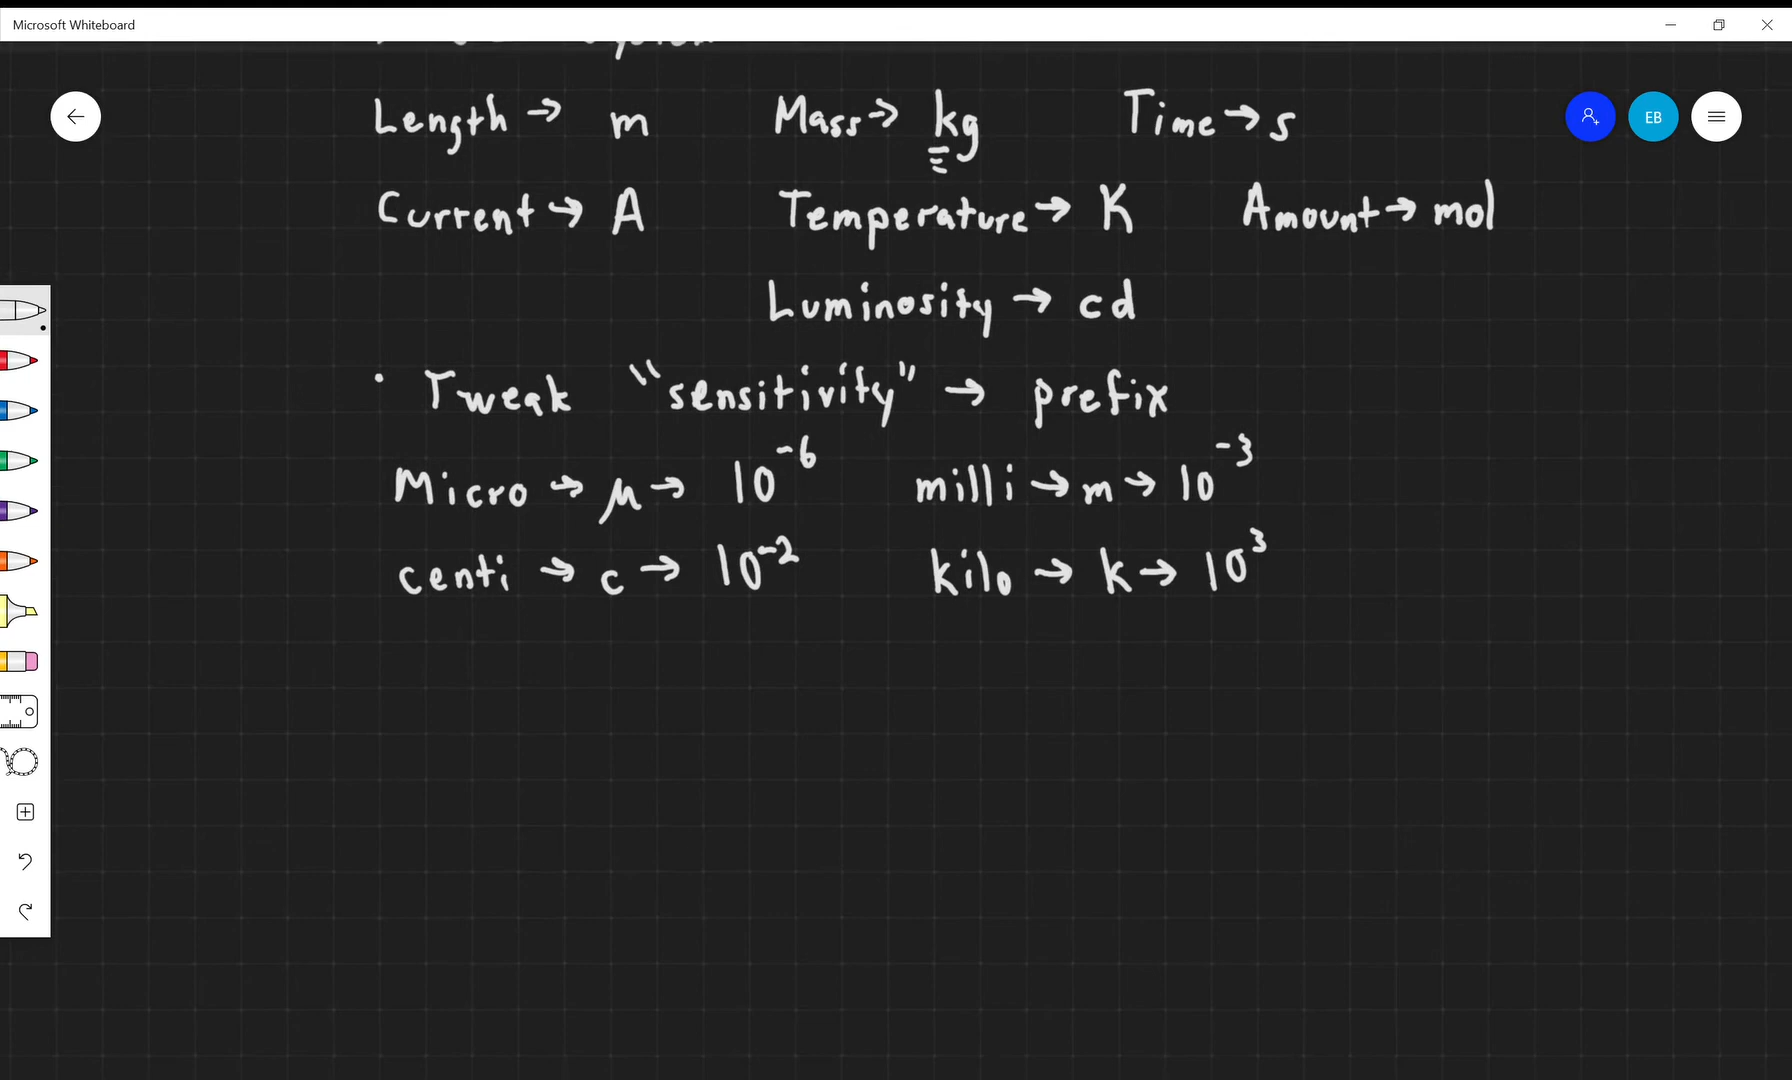 Microsoft Whiteboard
Length → m Mass → kg Time → s
EB
Current → A Temperature → K Amount → mol
Luminosity → cd
• Tweak "sensitivity" → prefix
Micro → μ → 10⁻⁶ milli → m → 10⁻³
centi → c → 10⁻² kilo → k → 10³